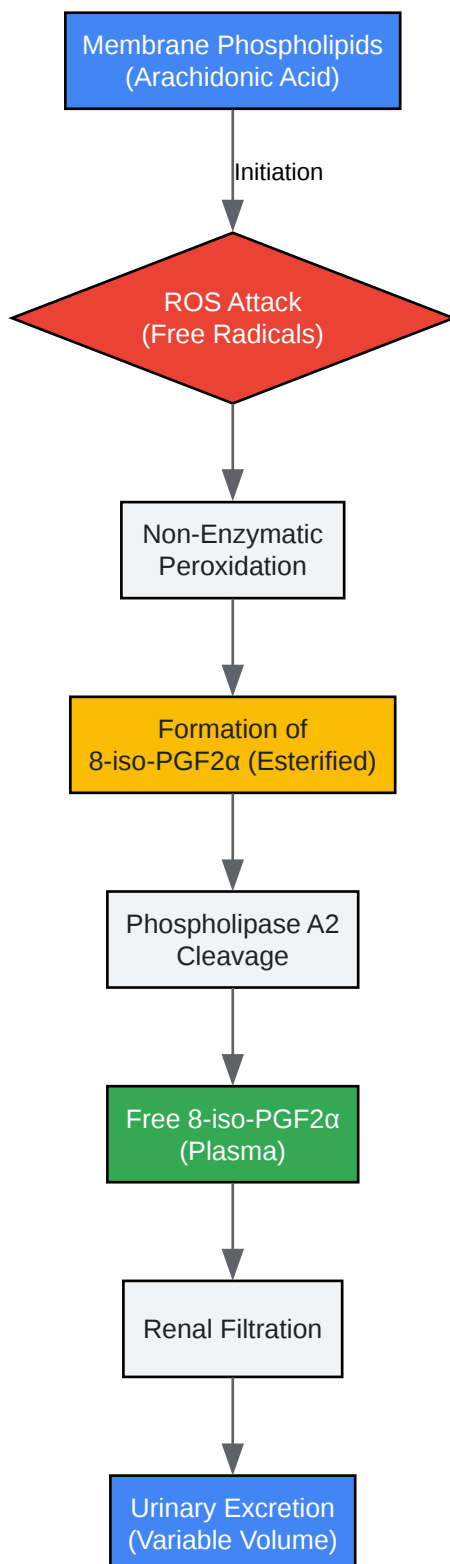 Membrane Phospholipids
(Arachidonic Acid)
Initiation
ROS Attack
(Free Radicals)
Non-Enzymatic
Peroxidation
Formation of
8-iso-PGF2α (Esterified)
Phospholipase A2
Cleavage
Free 8-iso-PGF2α
(Plasma)
Renal Filtration
Urinary Excretion
(Variable Volume)